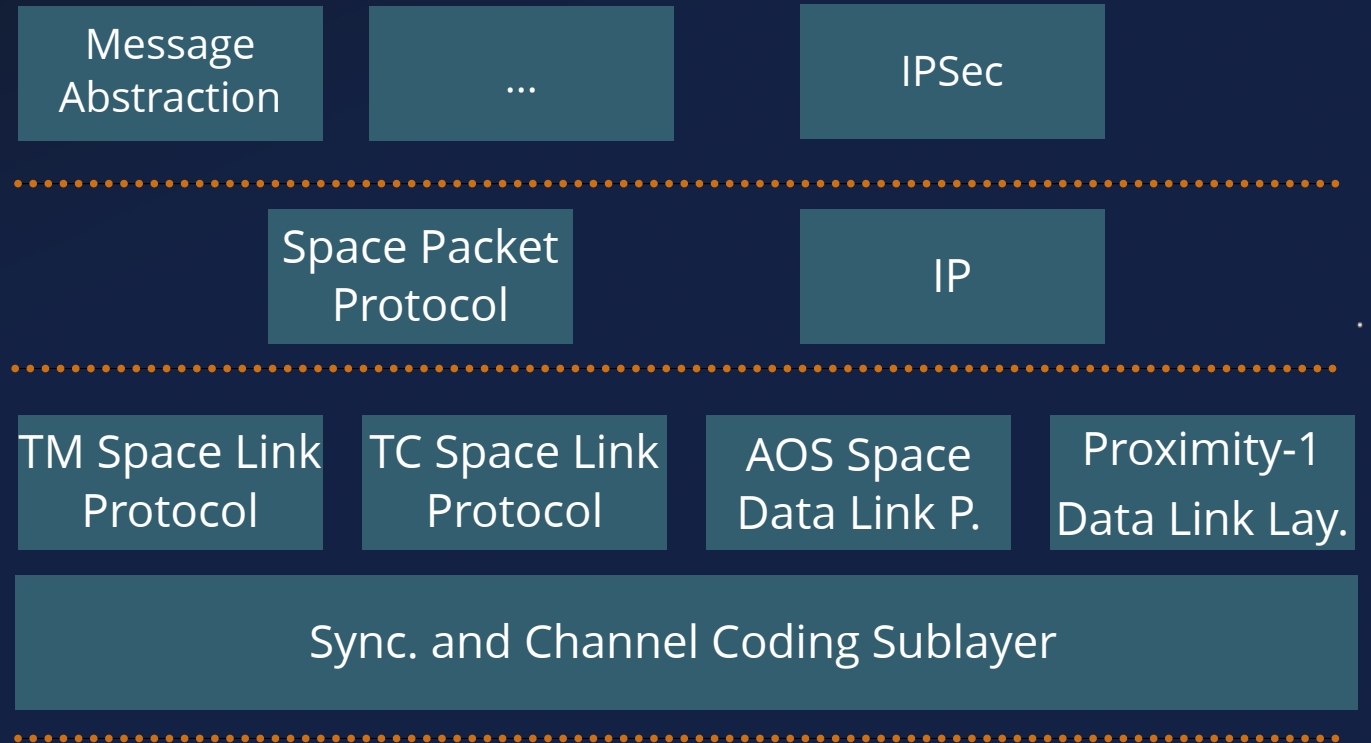 Message
Abstraction
...
IPSec
Space Packet
Protocol
IP
TM Space Link
Protocol
TC Space Link
Protocol
AOS Space
Data Link P.
Proximity-1
Data Link Lay.
Sync. and Channel Coding Sublayer